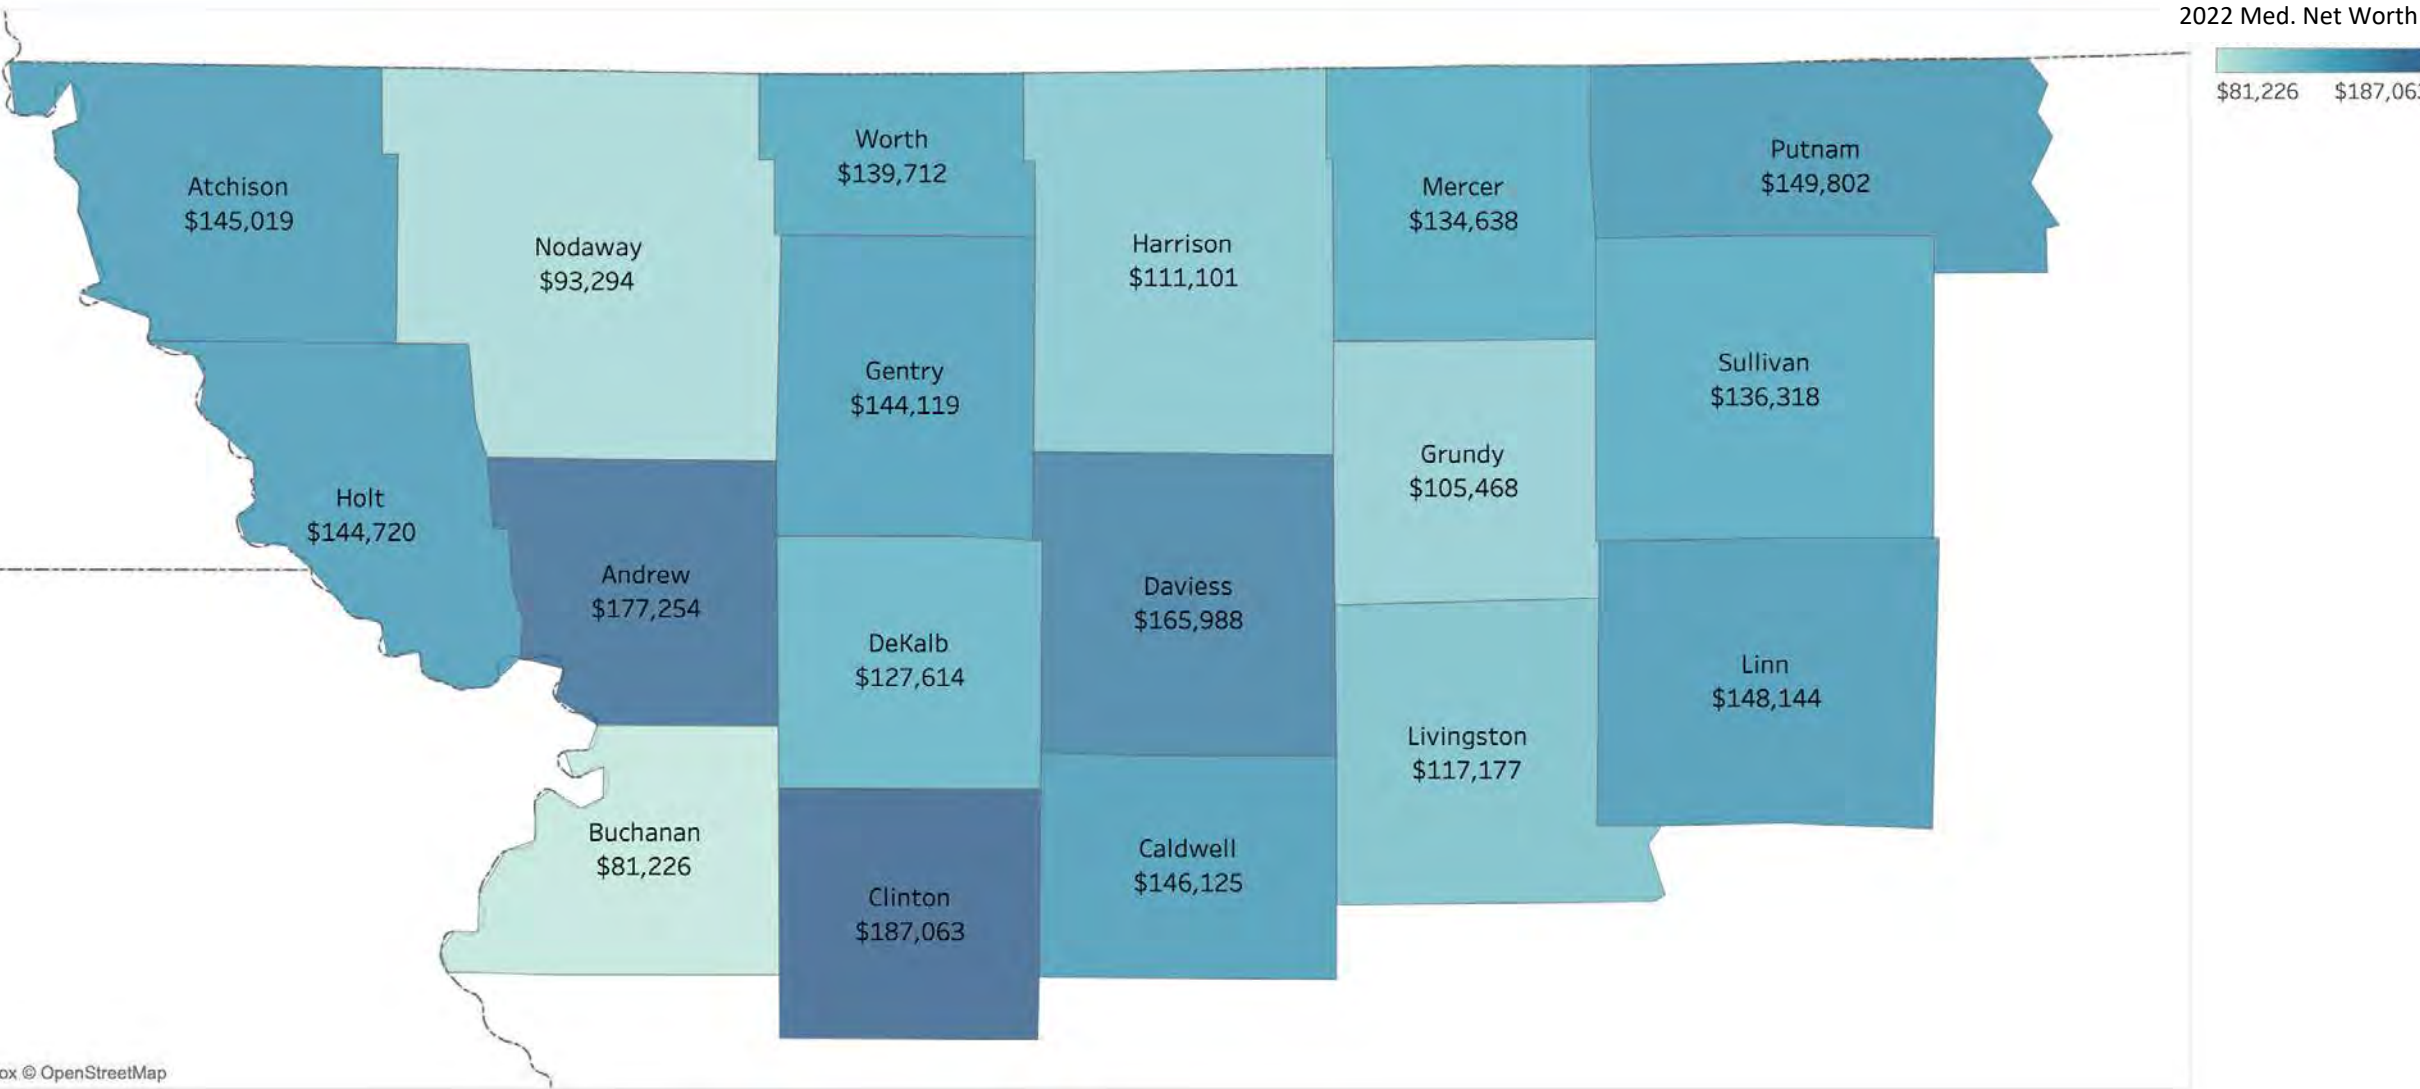 2022 Med. Net Worth
$81,226 $187,063
Worth
$139,712
Putnam
$149,802
Atchison
$145,019
Mercer
$134,638
Nodaway
$93,294
Harrison
$111,101
Gentry
$144,119
Sullivan
$136,318
Grundy
$105,468
Holt
$144,720
Andrew
$177,254
Daviess
$165,988
DeKalb
$127,614
Linn
$148,144
Livingston
$117,177
Buchanan
$81,226
Caldwell
$146,125
Clinton
$187,063
ox © OpenStreetMap